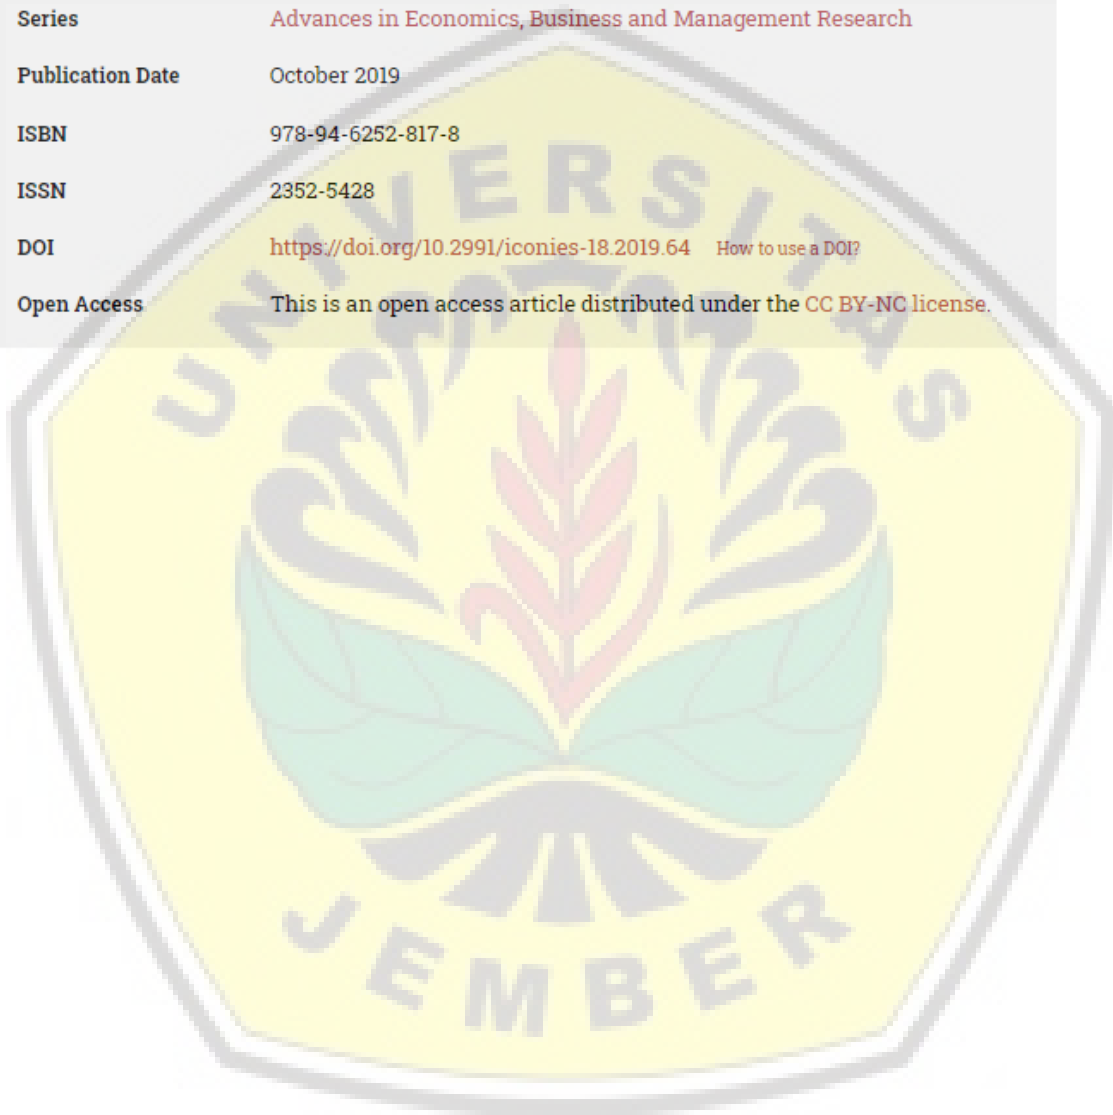 Series Advances in Economics, Business and Management Research
Publication Date October 2019
ISBN 978-94-6252-817-8
ISSN 2352-5428
DOI https://doi.org/10.2991/iconies-18.2019.64 How to use a DOI?
Open Access This is an open access article distributed under the CC BY-NC license.
UNIVERSITAS
JEMBER